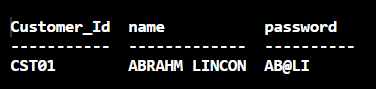 Customer_Id name password
----------- ------------- ----------
CST01 ABRAHM LINCON AB@LI